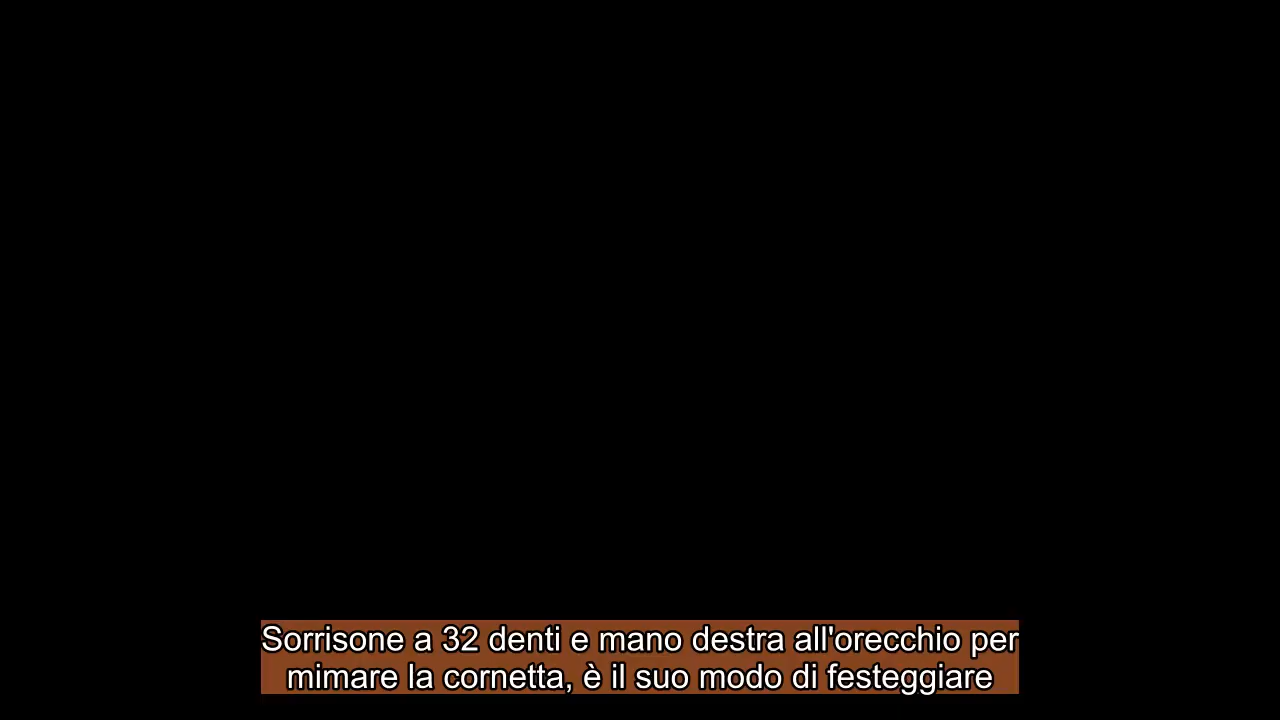 Sorrisone a 32 denti e mano destra all'orecchio per
mimare la cornetta, è il suo modo di festeggiare